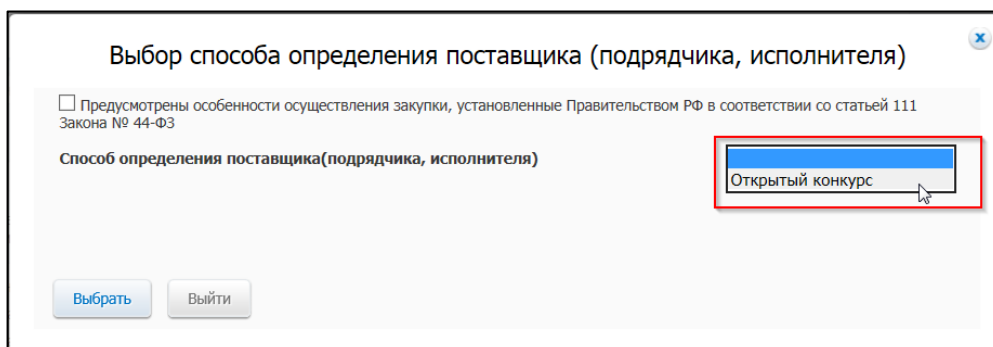 Выбор способа определения поставщика (подрядчика, исполнителя)
Предусмотрены особенности осуществления закупки, установленные Правительством РФ в соответствии со статьей 111
Закона № 44-ФЗ
Способ определения поставщика(подрядчика, исполнителя)
Открытый конкурс
Выбрать
Выйти